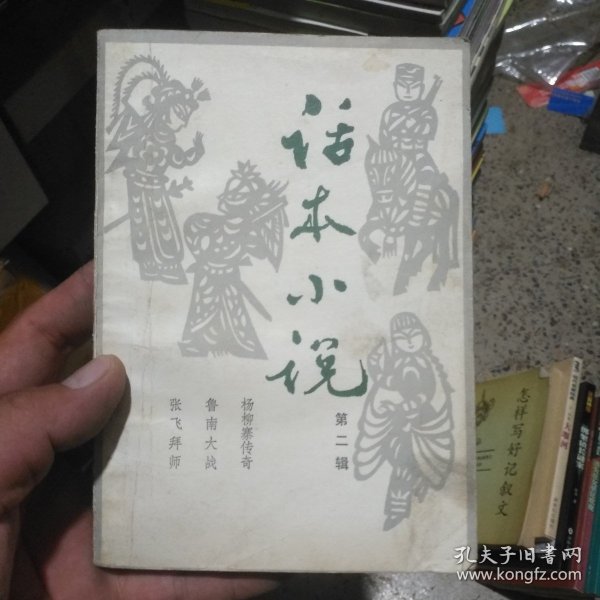 话本小说
第二辑
杨柳寨传奇
鲁南大战
张飞拜师
怎样写好记叙文
孔夫子旧书网
www.kongfz.com